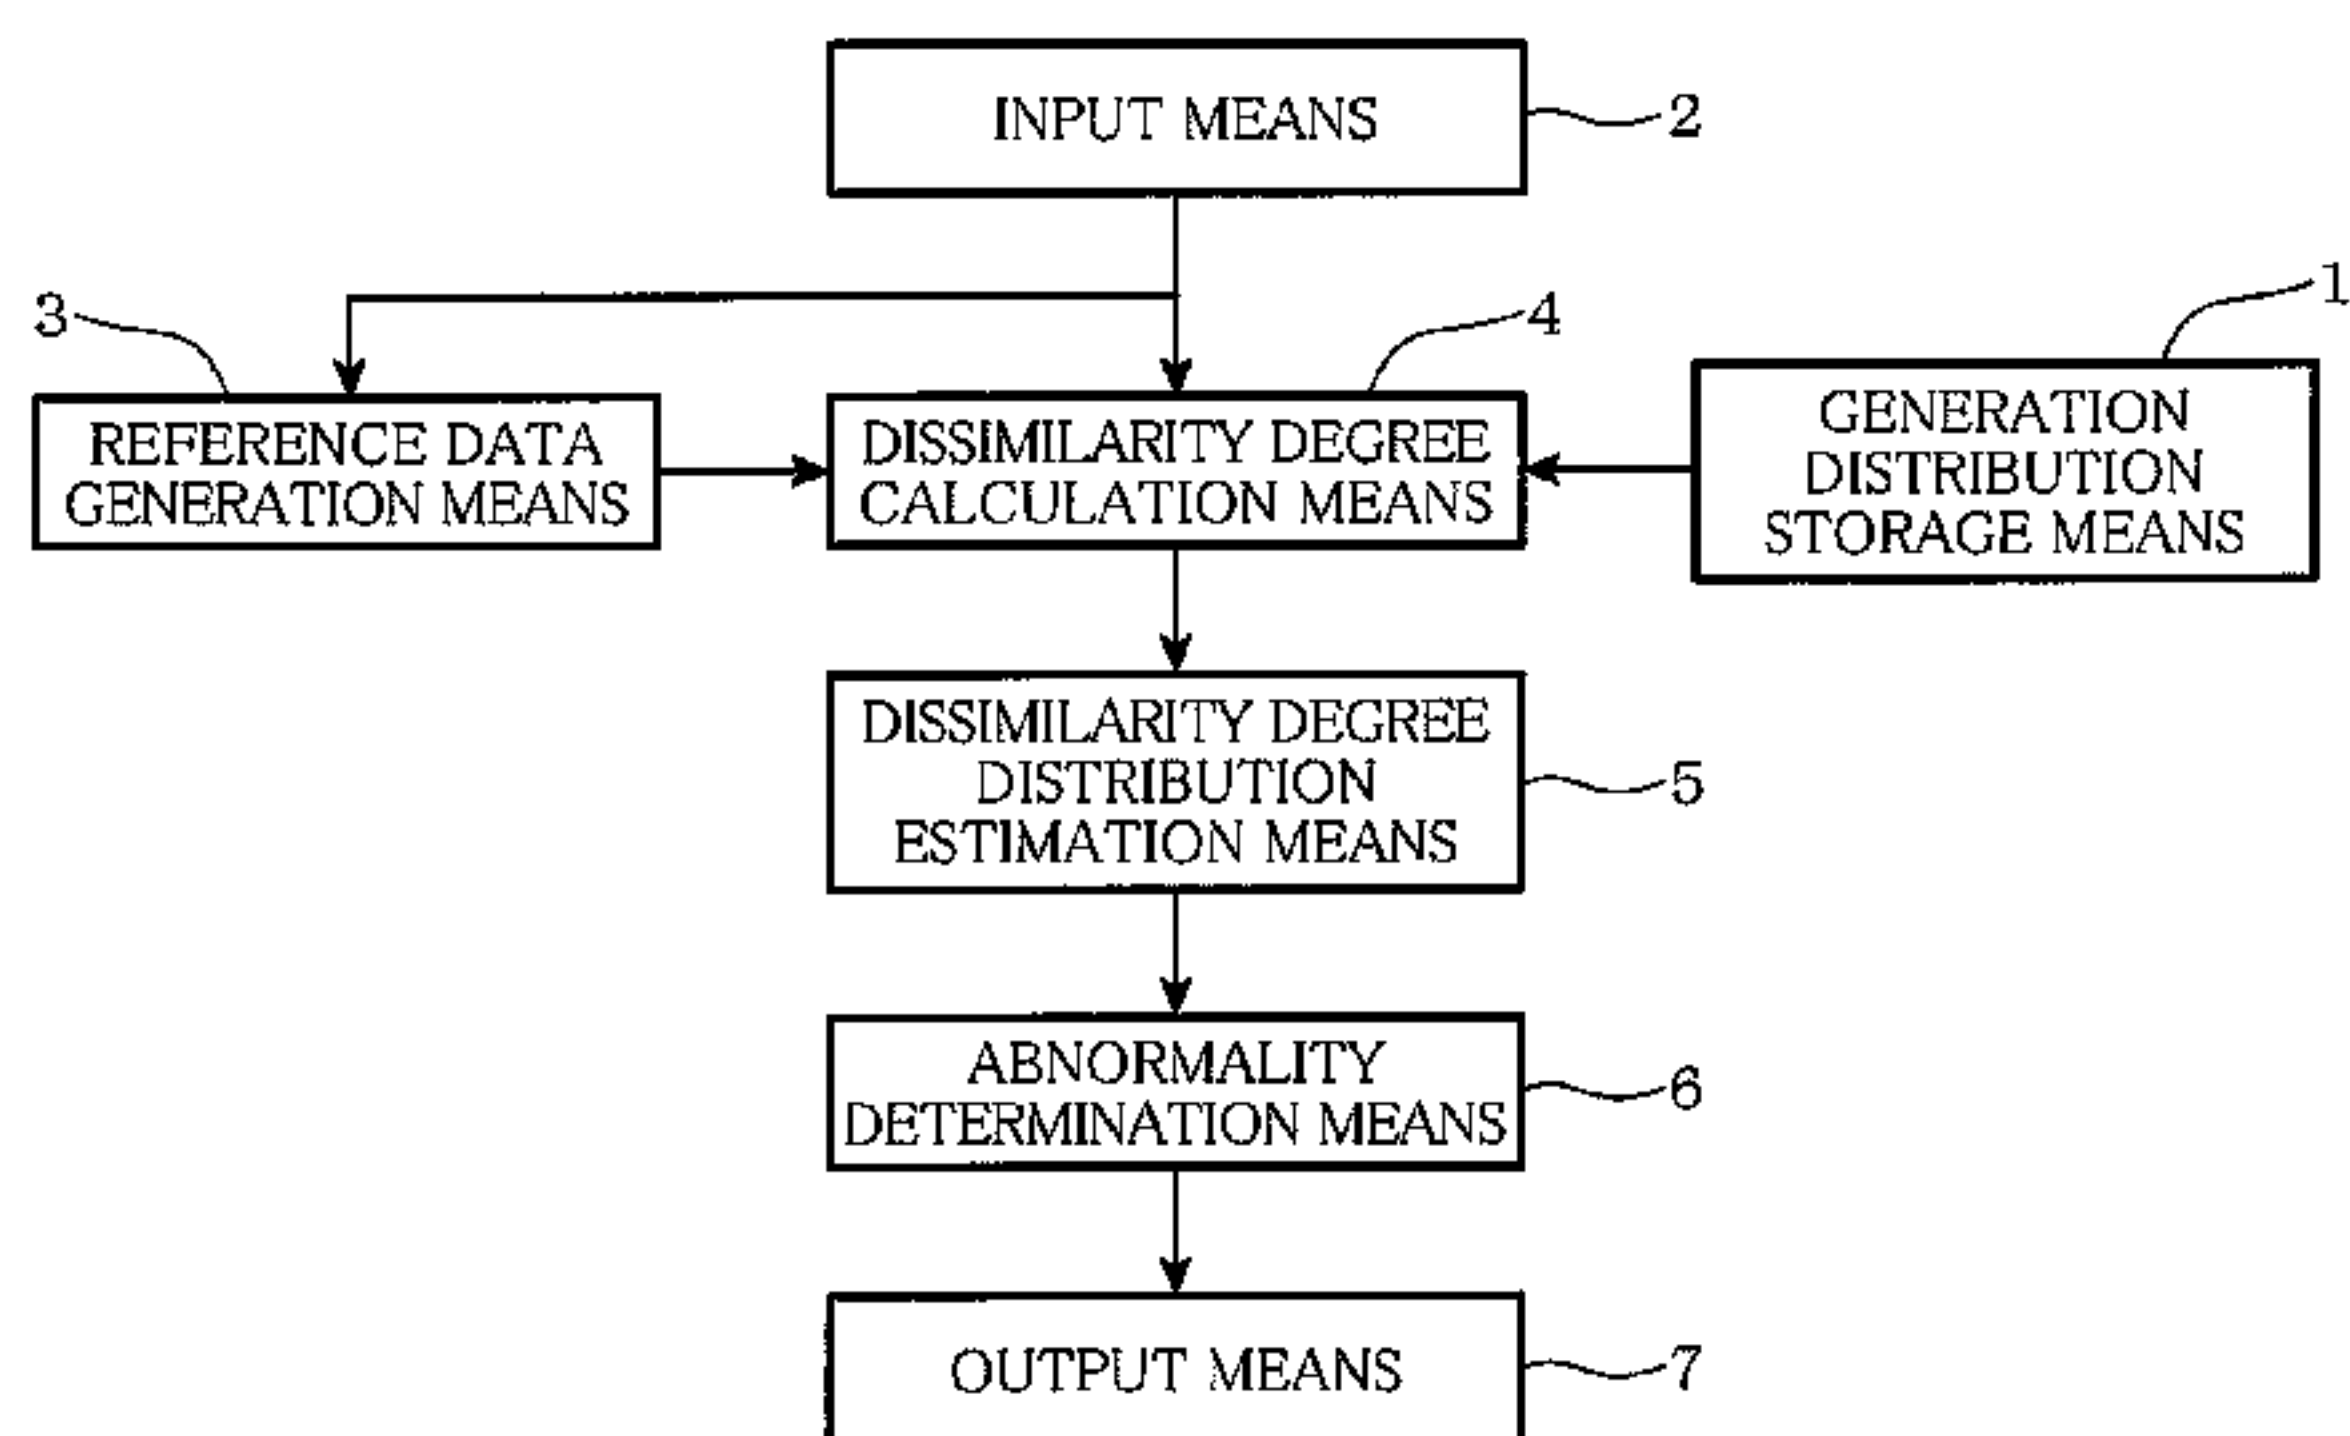 INPUT MEANS
2
3
4
1
REFERENCE DATA
GENERATION MEANS
DISSIMILARITY DEGREE
CALCULATION MEANS
GENERATION
DISTRIBUTION
STORAGE MEANS
DISSIMILARITY DEGREE
DISTRIBUTION
ESTIMATION MEANS
5
ABNORMALITY
DETERMINATION MEANS
6
OUTPUT MEANS
7